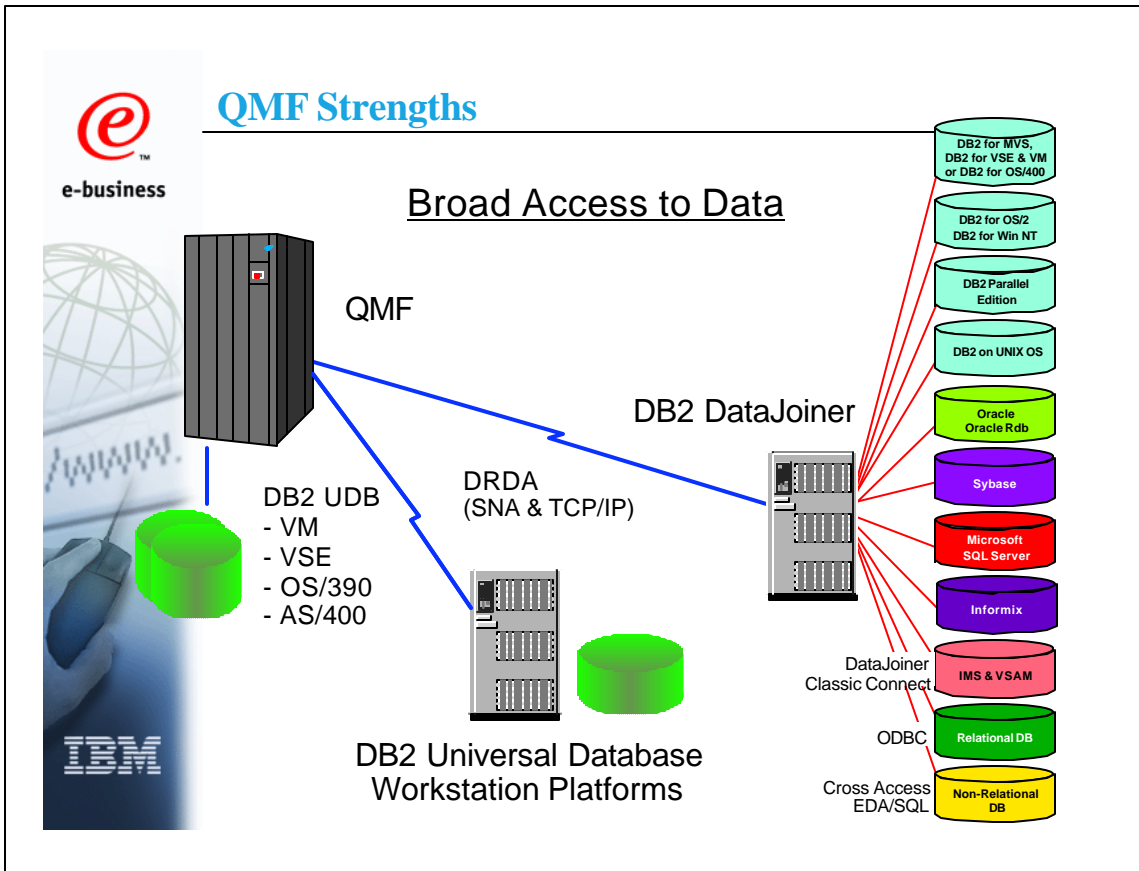 QMF Strengths
e
TM
e-business
Broad Access to Data
QMF
DB2 UDB
- VM
- VSE
- OS/390
- AS/400
DRDA
(SNA & TCP/IP)
DB2 Universal Database
Workstation Platforms
DB2 DataJoiner
DB2 for MVS,
DB2 for VSE & VM
or DB2 for OS/400
DB2 for OS/2
DB2 for Win NT
DB2 Parallel
Edition
DB2 on UNIX OS
Oracle
Oracle Rdb
Sybase
Microsoft
SQL Server
Informix
DataJoiner
Classic Connect
IMS & VSAM
ODBC
Relational DB
Cross Access
EDA/SQL
Non-Relational
DB
/WWW.
IBM